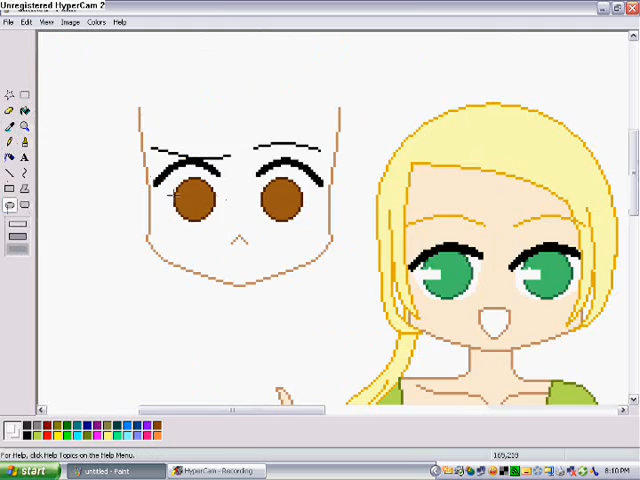 Unregistered HyperCam 2
File Edit View Image Colors Help
A
For Help, click Help Topics on the Help Menu.
start
untitled - Paint
HyperCam - Recording
8:10 PM